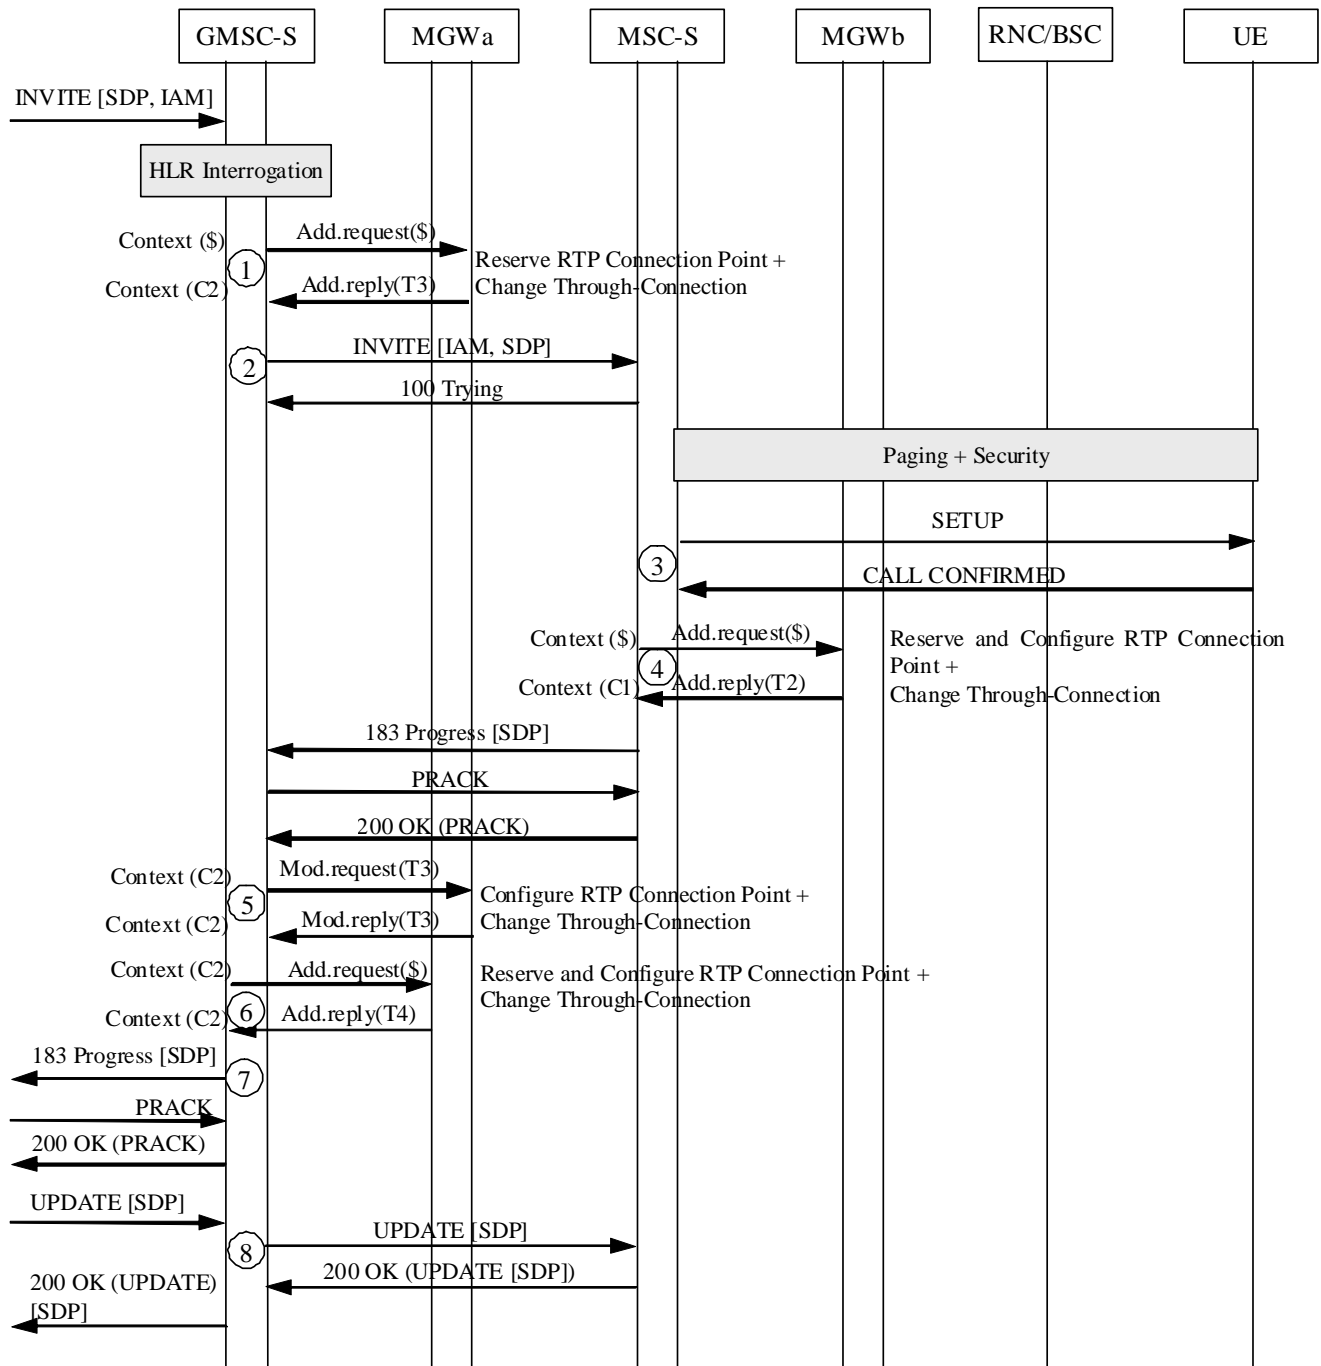 GMSC-S
MGWa
MSC-S
MGWb
RNC/BSC
UE
INVITE [SDP, IAM]
HLR Interrogation
Context ($)
Add.request($)
1
Reserve RTP Connection Point +
Context (C2)
Add.reply(T3)
Change Through-Connection
2
INVITE [IAM, SDP]
100 Trying
Paging + Security
SETUP
3
CALL CONFIRMED
Context ($)
Add.request($)
Reserve and Configure RTP Connection
Point +
4
Context (C1)
Add.reply(T2)
Change Through-Connection
183 Progress [SDP]
PRACK
200 OK (PRACK)
Context (C2)
Mod.request(T3)
5
Configure RTP Connection Point +
Context (C2)
Mod.reply(T3)
Change Through-Connection
Context (C2)
Add.request($)
Reserve and Configure RTP Connection Point +
Change Through-Connection
6
Context (C2)
Add.reply(T4)
183 Progress [SDP]
7
PRACK
200 OK (PRACK)
UPDATE [SDP]
8
UPDATE [SDP]
200 OK (UPDATE [SDP])
200 OK (UPDATE)
[SDP]